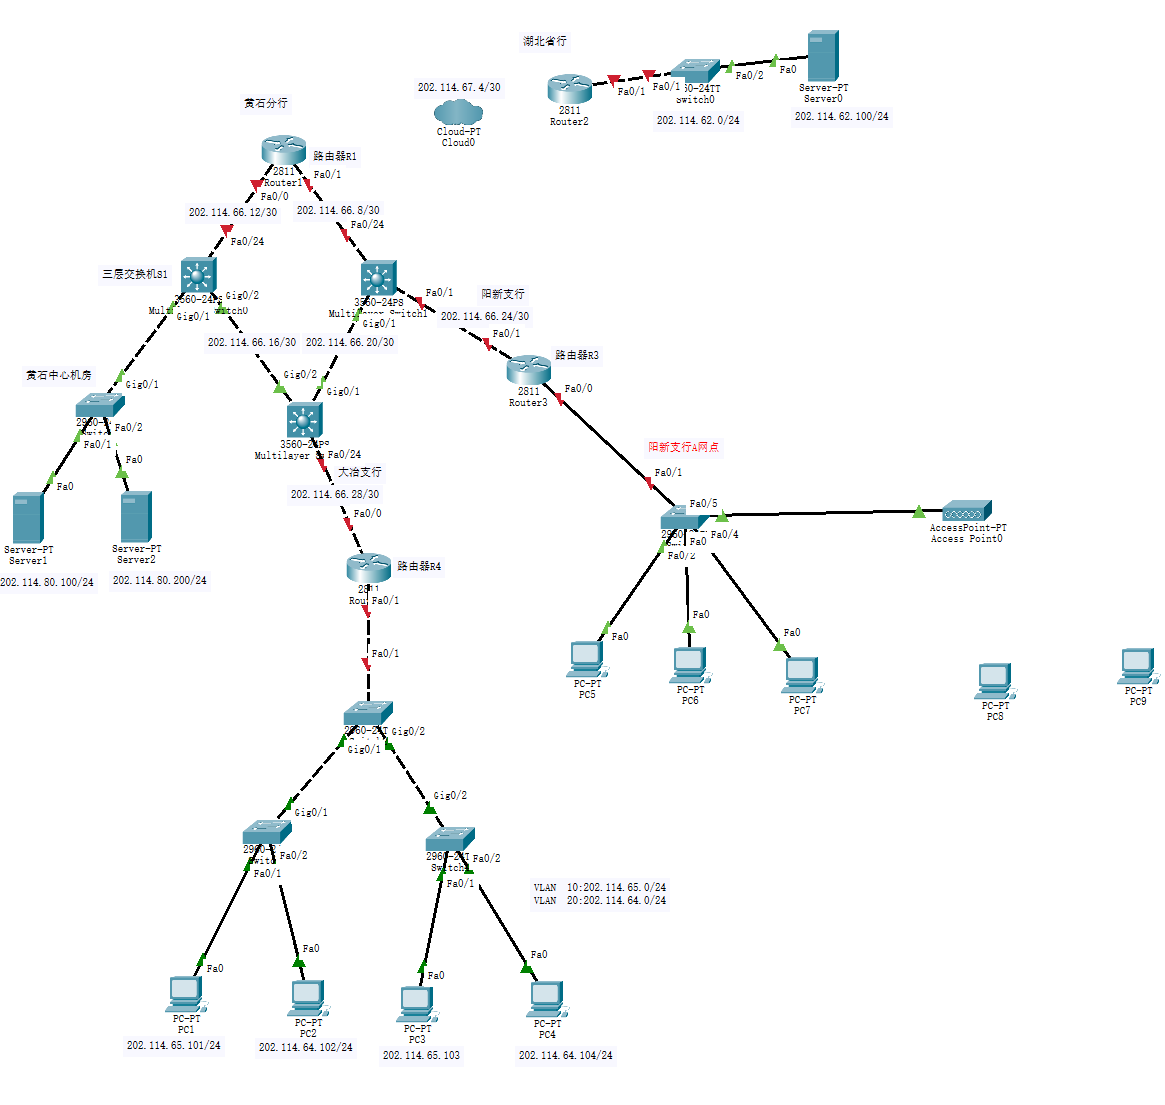 湖北省行
Fa0/1
Fa0/1
-24TT
Switch0
Fa0/2
Fa0
Server-PT
Server0
2811
Router2
202.114.62.0/24
202.114.62.100/24
202.114.67.4/30
Cloud-PT
Cloud0
黄石分行
2811
Router1
路由器R1
Fa0/0
Fa0/1
202.114.66.12/30
202.114.66.8/30
Fa0/24
Fa0/24
三层交换机S1
3560-24PS
Gig0/2
Gig0/1
3560-24PS
Gig0/1
Fa0/1
阳新支行
202.114.66.24/30
Fa0/1
路由器R3
2811
Router3
Fa0/0
202.114.66.16/30
202.114.66.20/30
黄石中心机房
Gig0/1
Fa0/2
Fa0/1
Fa0
Fa0
Server-PT
Server1
Server-PT
Server2
202.114.80.100/24
202.114.80.200/24
Gig0/2
Gig0/1
3560-24PS
Multilayer
Fa0/24
大冶支行
202.114.66.28/30
Fa0/0
路由器R4
2811
Fa0/1
Fa0/1
阳新支行A网点
Fa0/1
Fa0/5
Fa0/4
Fa0
Fa0/2
AccessPoint-PT
Access Point0
Fa0
Fa0
Fa0
PC-PT
PC5
PC-PT
PC6
PC-PT
PC7
PC-PT
PC8
PC-PT
PC9
Gig0/2
Gig0/1
Gig0/1
Gig0/2
Fa0/2
Fa0/1
2960-24T
Switch
Fa0/2
Fa0/1
VLAN 10:202.114.65.0/24
VLAN 20:202.114.64.0/24
Fa0
Fa0
Fa0
Fa0
PC-PT
PC1
PC-PT
PC2
PC-PT
PC3
PC-PT
PC4
202.114.65.101/24
202.114.64.102/24
202.114.65.103
202.114.64.104/24